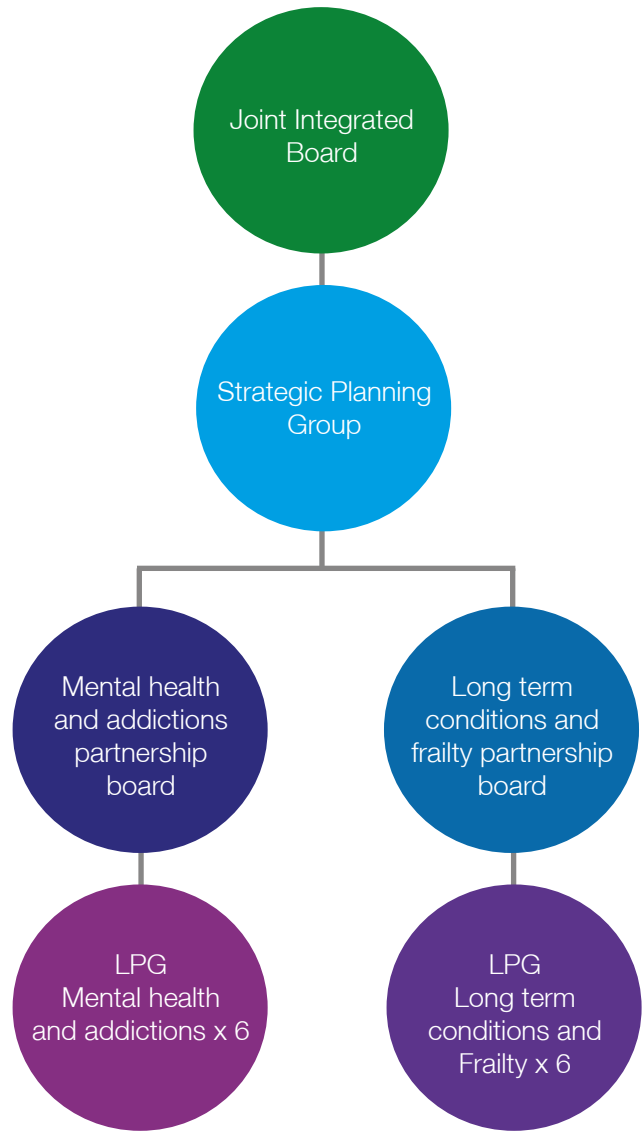 Joint Integrated
Board
Strategic Planning
Group
Mental health
and addictions
partnership
board
Long term
conditions and
frailty partnership
board
LPG
Mental health
and addictions x 6
LPG
Long term
conditions and
Frailty x 6